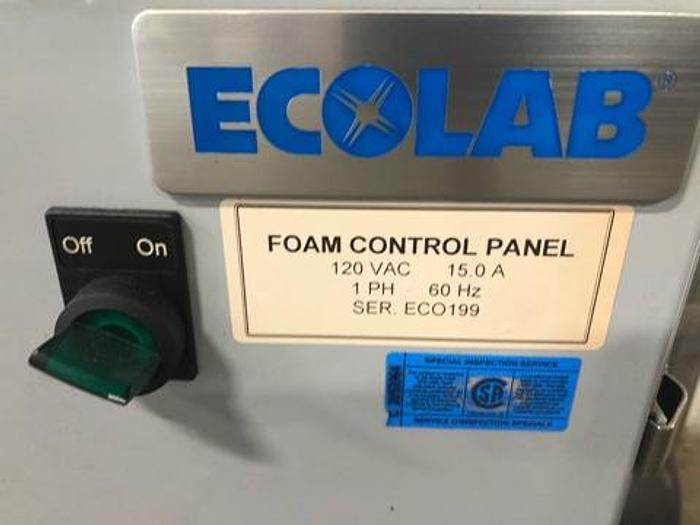 ECOLAB®
Off On
FOAM CONTROL PANEL
120 VAC 15.0 A
1 PH 60 Hz
SER. ECO199
SPECIAL INSPECTION SERVICE
SERVICE D'INSPECTION SPECIALE